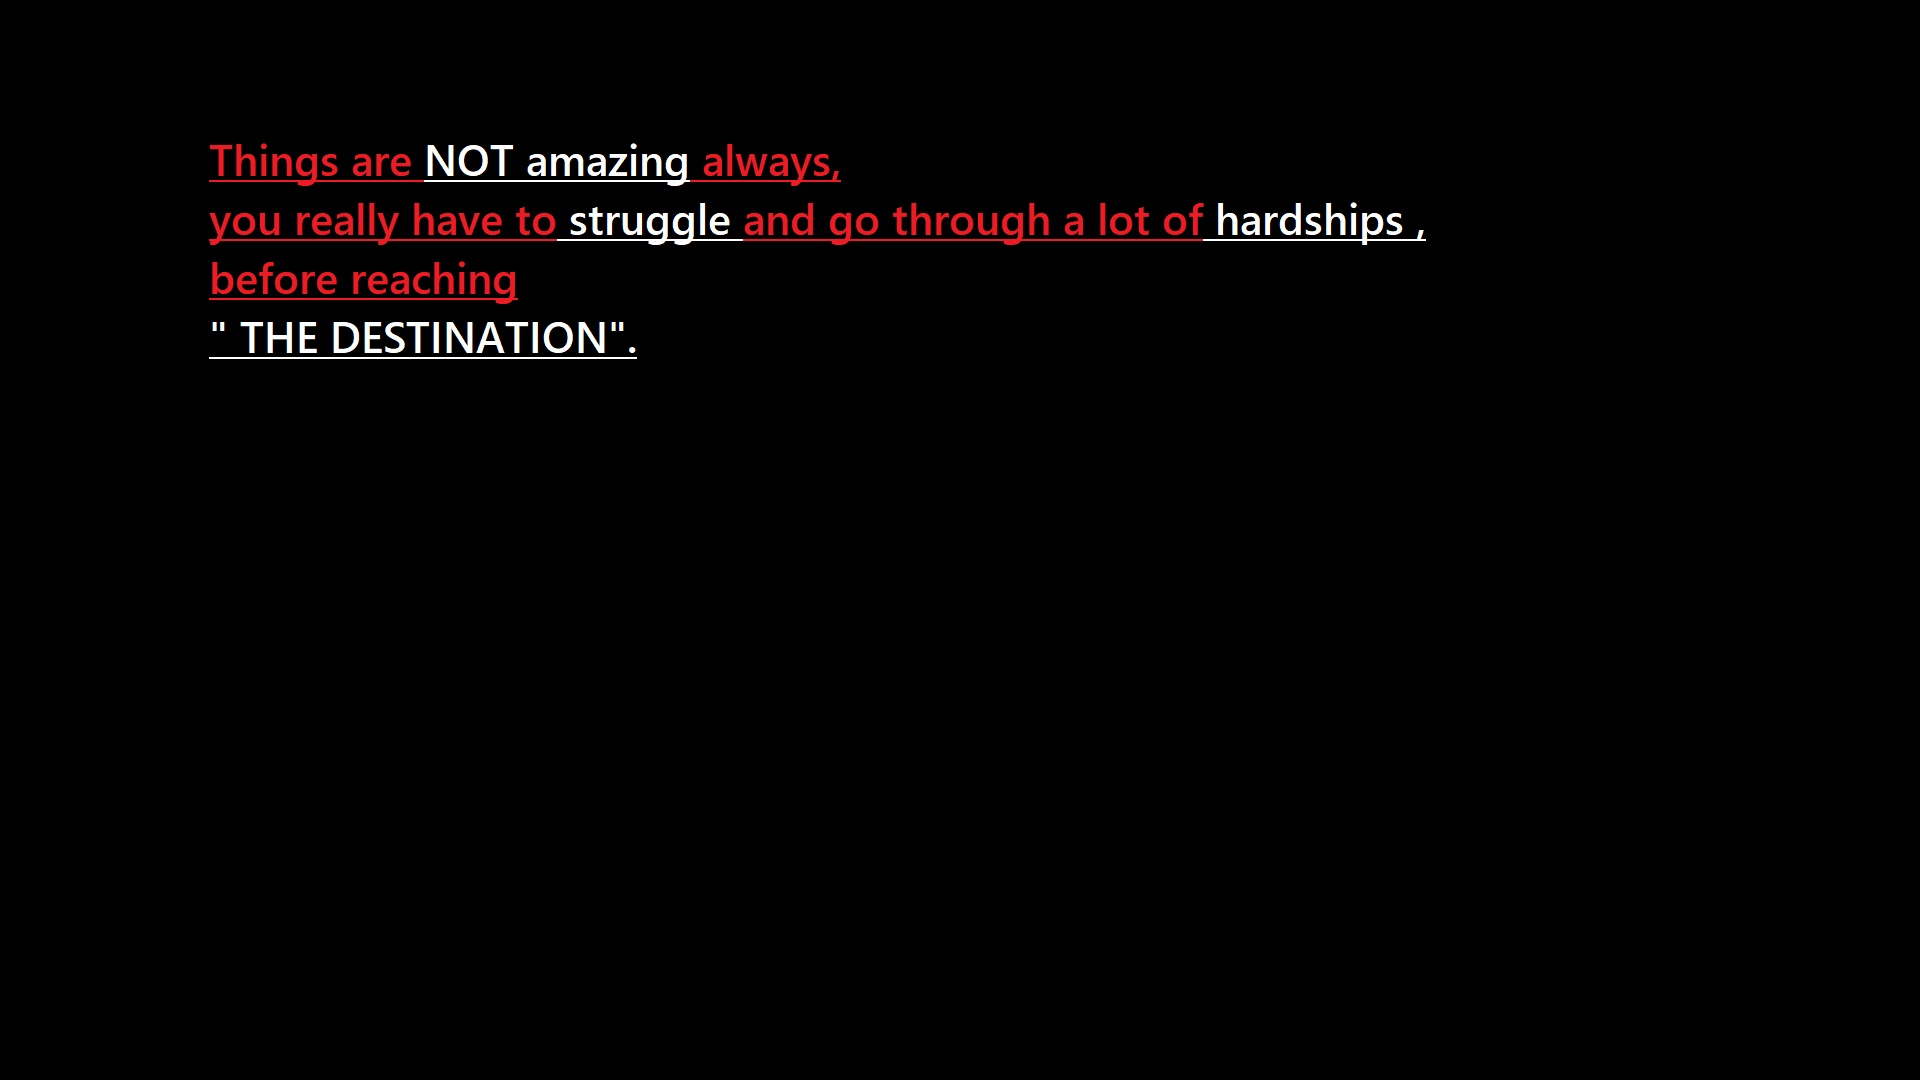 Things are NOT amazing always,
you really have to struggle and go through a lot of hardships ,
before reaching
" THE DESTINATION".